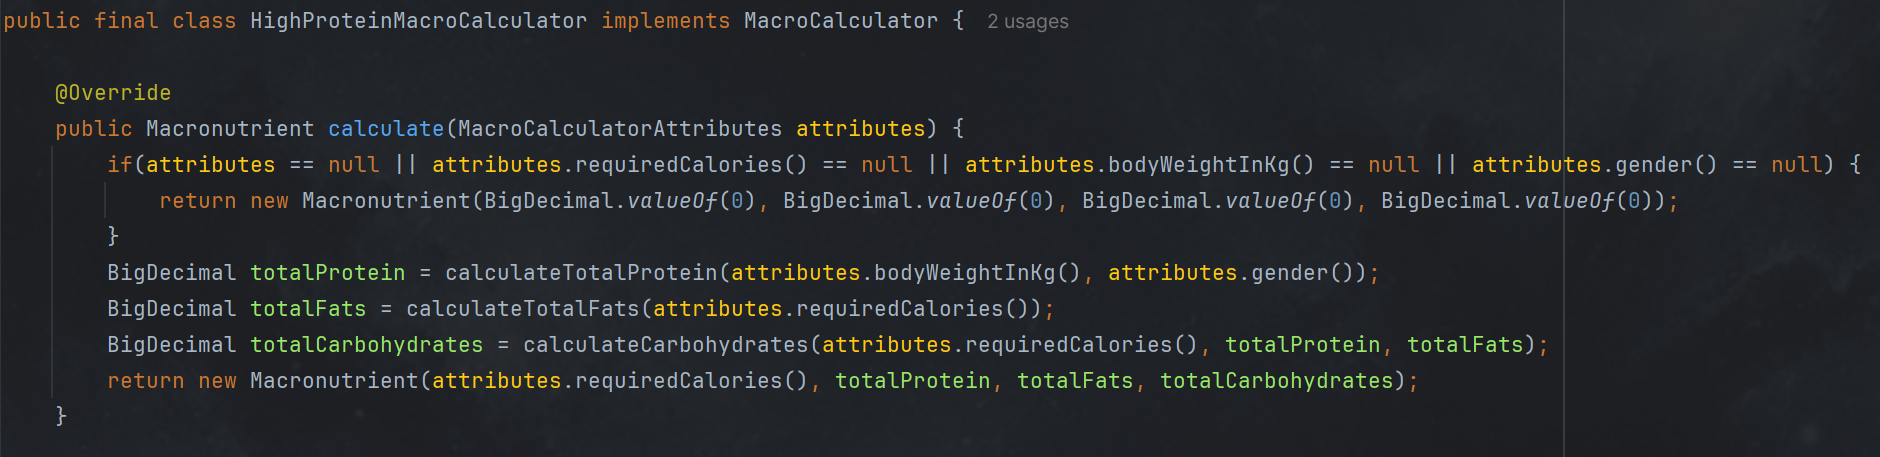 public final class HighProteinMacroCalculator implements MacroCalculator { 2 usages
@Override
public Macronutrient calculate(MacroCalculatorAttributes attributes) {
if(attributes == null || attributes.requiredCalories() == null || attributes.bodyWeightInKg() == null || attributes.gender() == null) {
return new Macronutrient(BigDecimal.valueOf(0), BigDecimal.valueOf(0), BigDecimal.valueOf(0), BigDecimal.valueOf(0));
}
BigDecimal totalProtein = calculateTotalProtein(attributes.bodyWeightInKg(), attributes.gender());
BigDecimal totalFats = calculateTotalFats(attributes.requiredCalories());
BigDecimal totalCarbohydrates = calculateCarbohydrates(attributes.requiredCalories(), totalProtein, totalFats);
return new Macronutrient(attributes.requiredCalories(), totalProtein, totalFats, totalCarbohydrates);
}